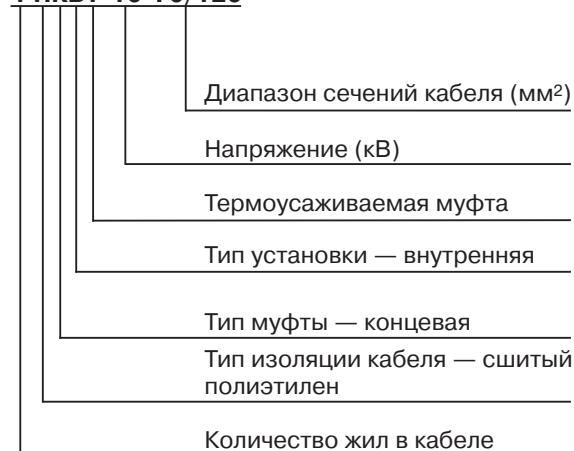 Диапазон сечений кабеля (мм²)
Напряжение (кВ)
Термоусаживаемая муфта
Тип установки — внутренняя
Тип муфты — концевая
Тип изоляции кабеля — сшитый
полиэтилен
Количество жил в кабеле